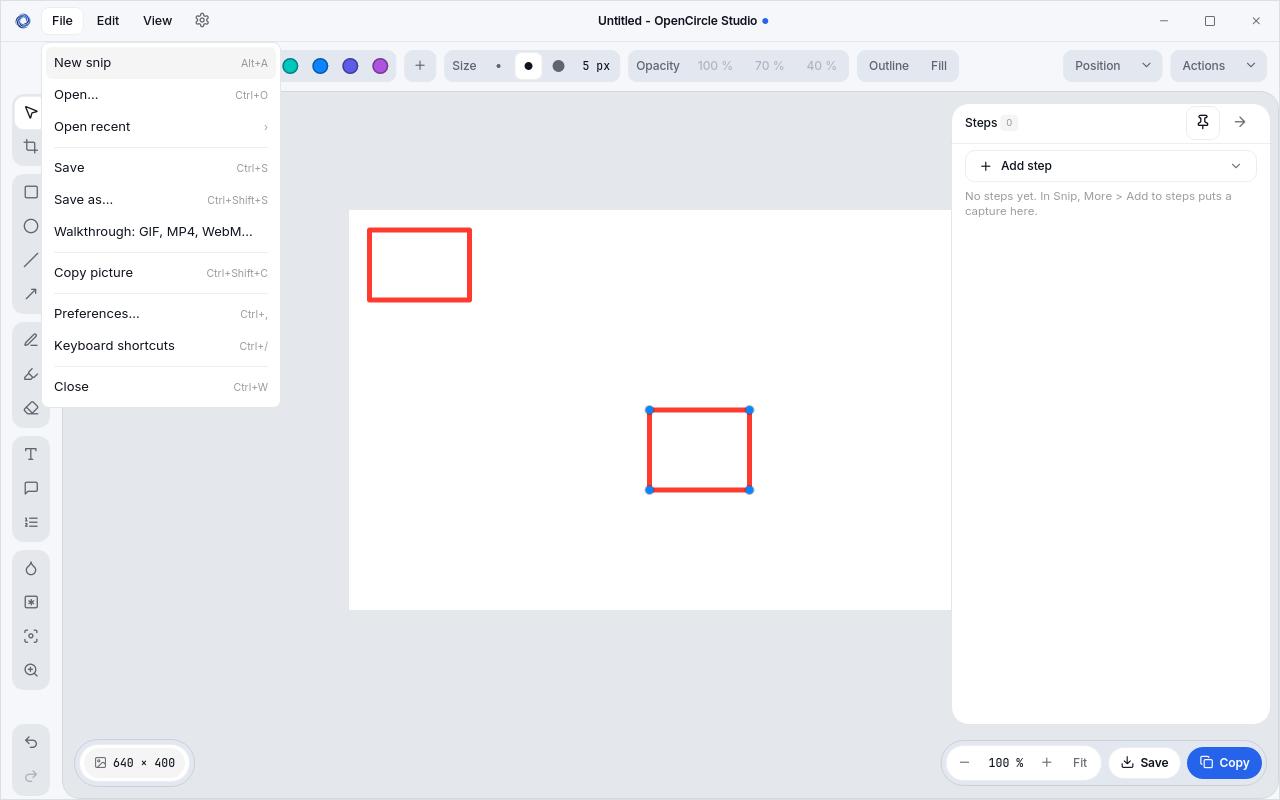 File Edit View Untitled - OpenCircle Studio
New snip Alt+A
Open... Ctrl+O
Open recent
Save Ctrl+S
Save as... Ctrl+Shift+S
Walkthrough: GIF, MP4, WebM...
Copy picture Ctrl+Shift+C
Preferences... Ctrl+,
Keyboard shortcuts Ctrl+/
Close Ctrl+W
Size 5 px Opacity 100 % 70 % 40 % Outline Fill Position Actions
Steps 0
Add step
No steps yet. In Snip, More > Add to steps puts a
capture here.
640 × 400
100 % Fit Save Copy